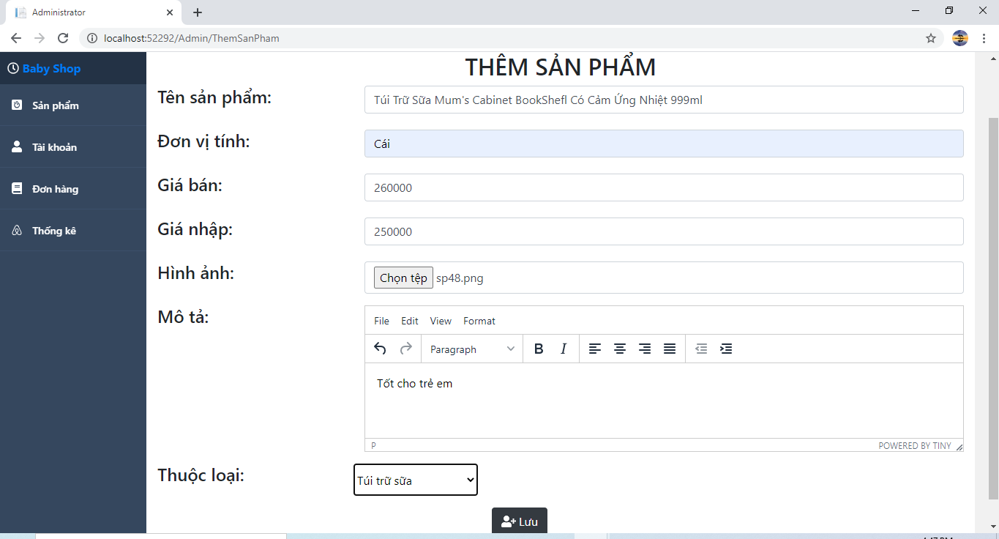 Administrator
localhost:52292/Admin/ThemSanPham
Baby Shop
Sản phẩm
Tài khoản
Đơn hàng
Thống kê
THÊM SẢN PHẨM
Tên sản phẩm:
Túi Trữ Sữa Mum's Cabinet BookShefl Có Cảm Ứng Nhiệt 999ml
Đơn vị tính:
Cái
Giá bán:
260000
Giá nhập:
250000
Hình ảnh:
Chọn tệp sp48.png
Mô tả:
File Edit View Format
Paragraph B I
Tốt cho trẻ em
P POWERED BY TINY
Thuộc loại:
Túi trữ sữa
Lưu